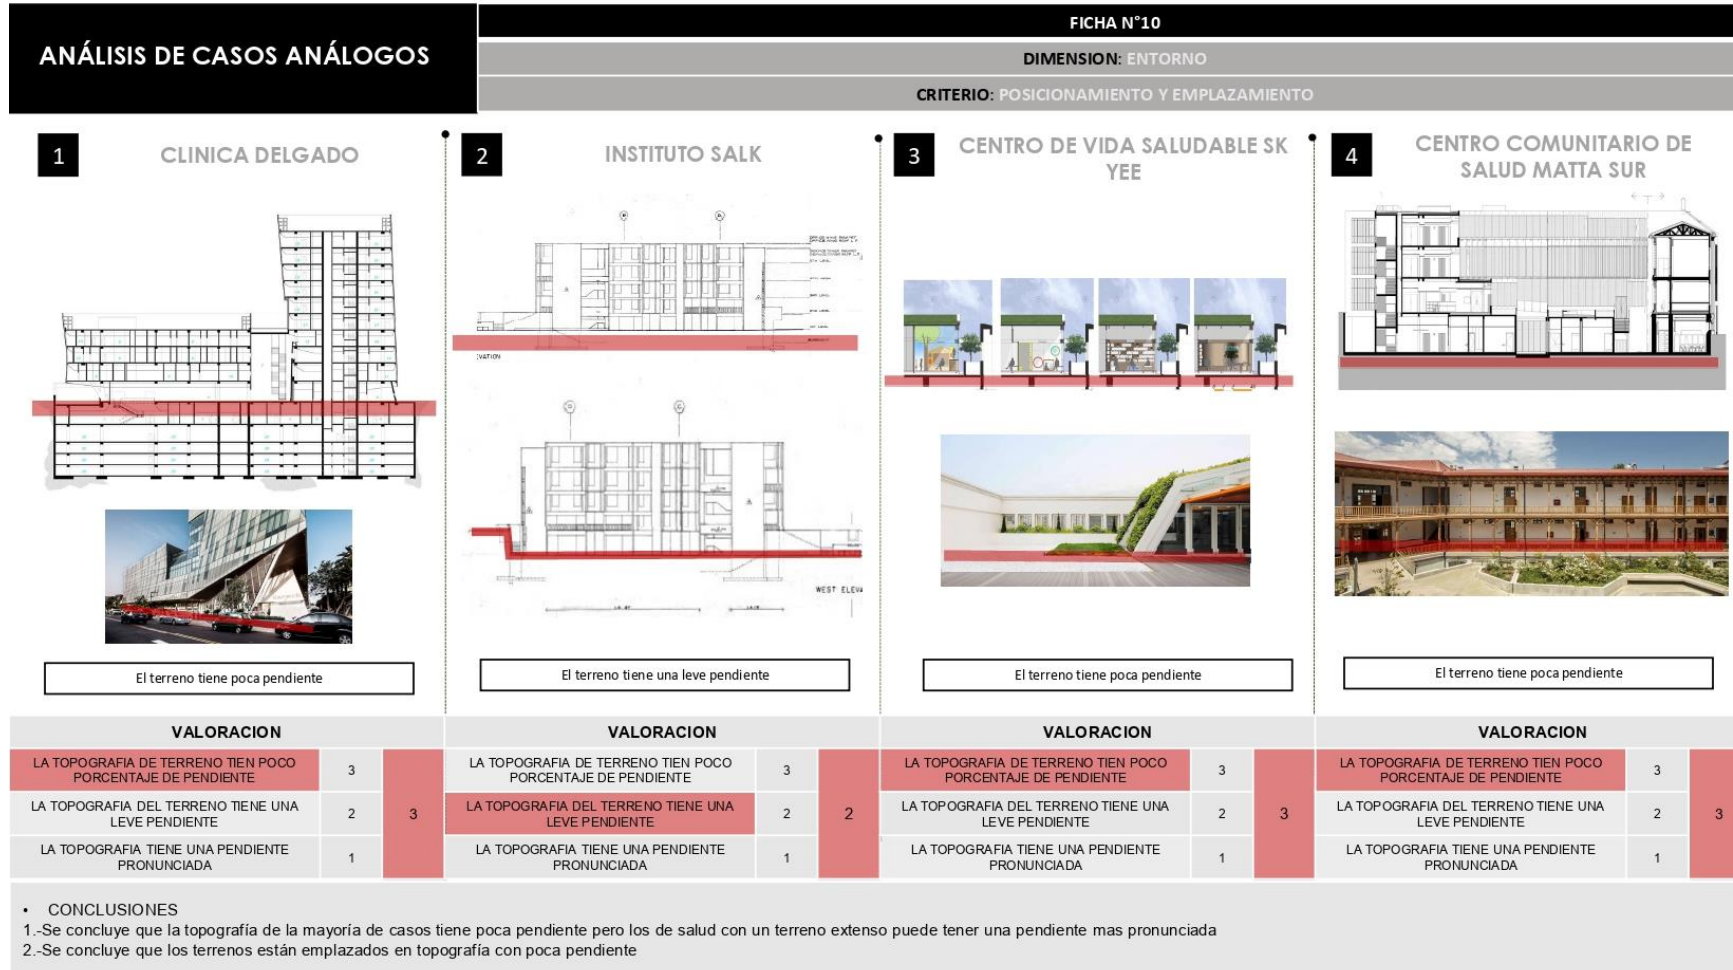 ANÁLISIS DE CASOS ANÁLOGOS
FICHA N°10
DIMENSION: ENTORNO
CRITERIO: POSICIONAMIENTO Y EMPLAZAMIENTO
1
CLINICA DELGADO
El terreno tiene poca pendiente
2
INSTITUTO SALK
VATION
WEST ELEVA
El terreno tiene una leve pendiente
3
CENTRO DE VIDA SALUDABLE SK
YEE
El terreno tiene poca pendiente
4
CENTRO COMUNITARIO DE
SALUD MATTA SUR
El terreno tiene poca pendiente
VALORACION
LA TOPOGRAFIA DE TERRENO TIEN POCO
PORCENTAJE DE PENDIENTE
3
LA TOPOGRAFIA DEL TERRENO TIENE UNA
LEVE PENDIENTE
2
LA TOPOGRAFIA TIENE UNA PENDIENTE
PRONUNCIADA
1
3
VALORACION
LA TOPOGRAFIA DE TERRENO TIEN POCO
PORCENTAJE DE PENDIENTE
3
LA TOPOGRAFIA DEL TERRENO TIENE UNA
LEVE PENDIENTE
2
LA TOPOGRAFIA TIENE UNA PENDIENTE
PRONUNCIADA
1
2
VALORACION
LA TOPOGRAFIA DE TERRENO TIEN POCO
PORCENTAJE DE PENDIENTE
3
LA TOPOGRAFIA DEL TERRENO TIENE UNA
LEVE PENDIENTE
2
LA TOPOGRAFIA TIENE UNA PENDIENTE
PRONUNCIADA
1
3
VALORACION
LA TOPOGRAFIA DE TERRENO TIEN POCO
PORCENTAJE DE PENDIENTE
3
LA TOPOGRAFIA DEL TERRENO TIENE UNA
LEVE PENDIENTE
2
LA TOPOGRAFIA TIENE UNA PENDIENTE
PRONUNCIADA
1
3
• CONCLUSIONES
1.-Se concluye que la topografía de la mayoría de casos tiene poca pendiente pero los de salud con un terreno extenso puede tener una pendiente mas pronunciada
2.-Se concluye que los terrenos están emplazados en topografía con poca pendiente